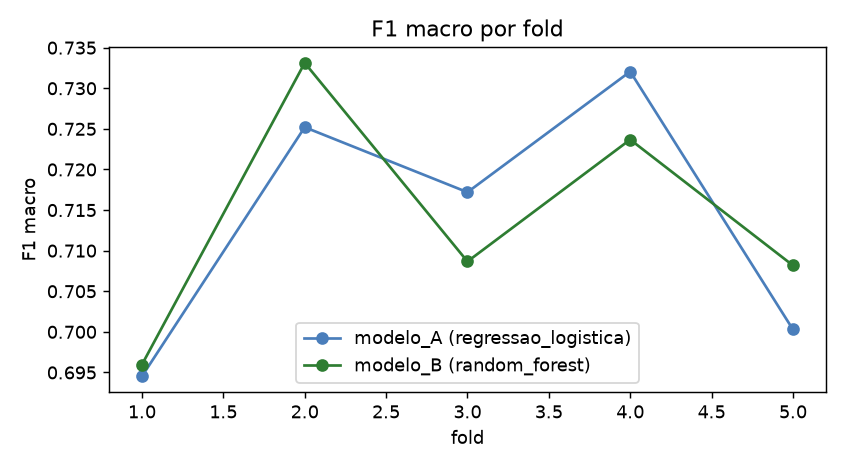 F1 macro por fold
0.735
0.730
0.725
0.720
0.715
0.710
0.705
0.700
0.695
F1 macro
modelo_A (regressao_logistica)
modelo_B (random_forest)
1.0 1.5 2.0 2.5 3.0 3.5 4.0 4.5 5.0
fold